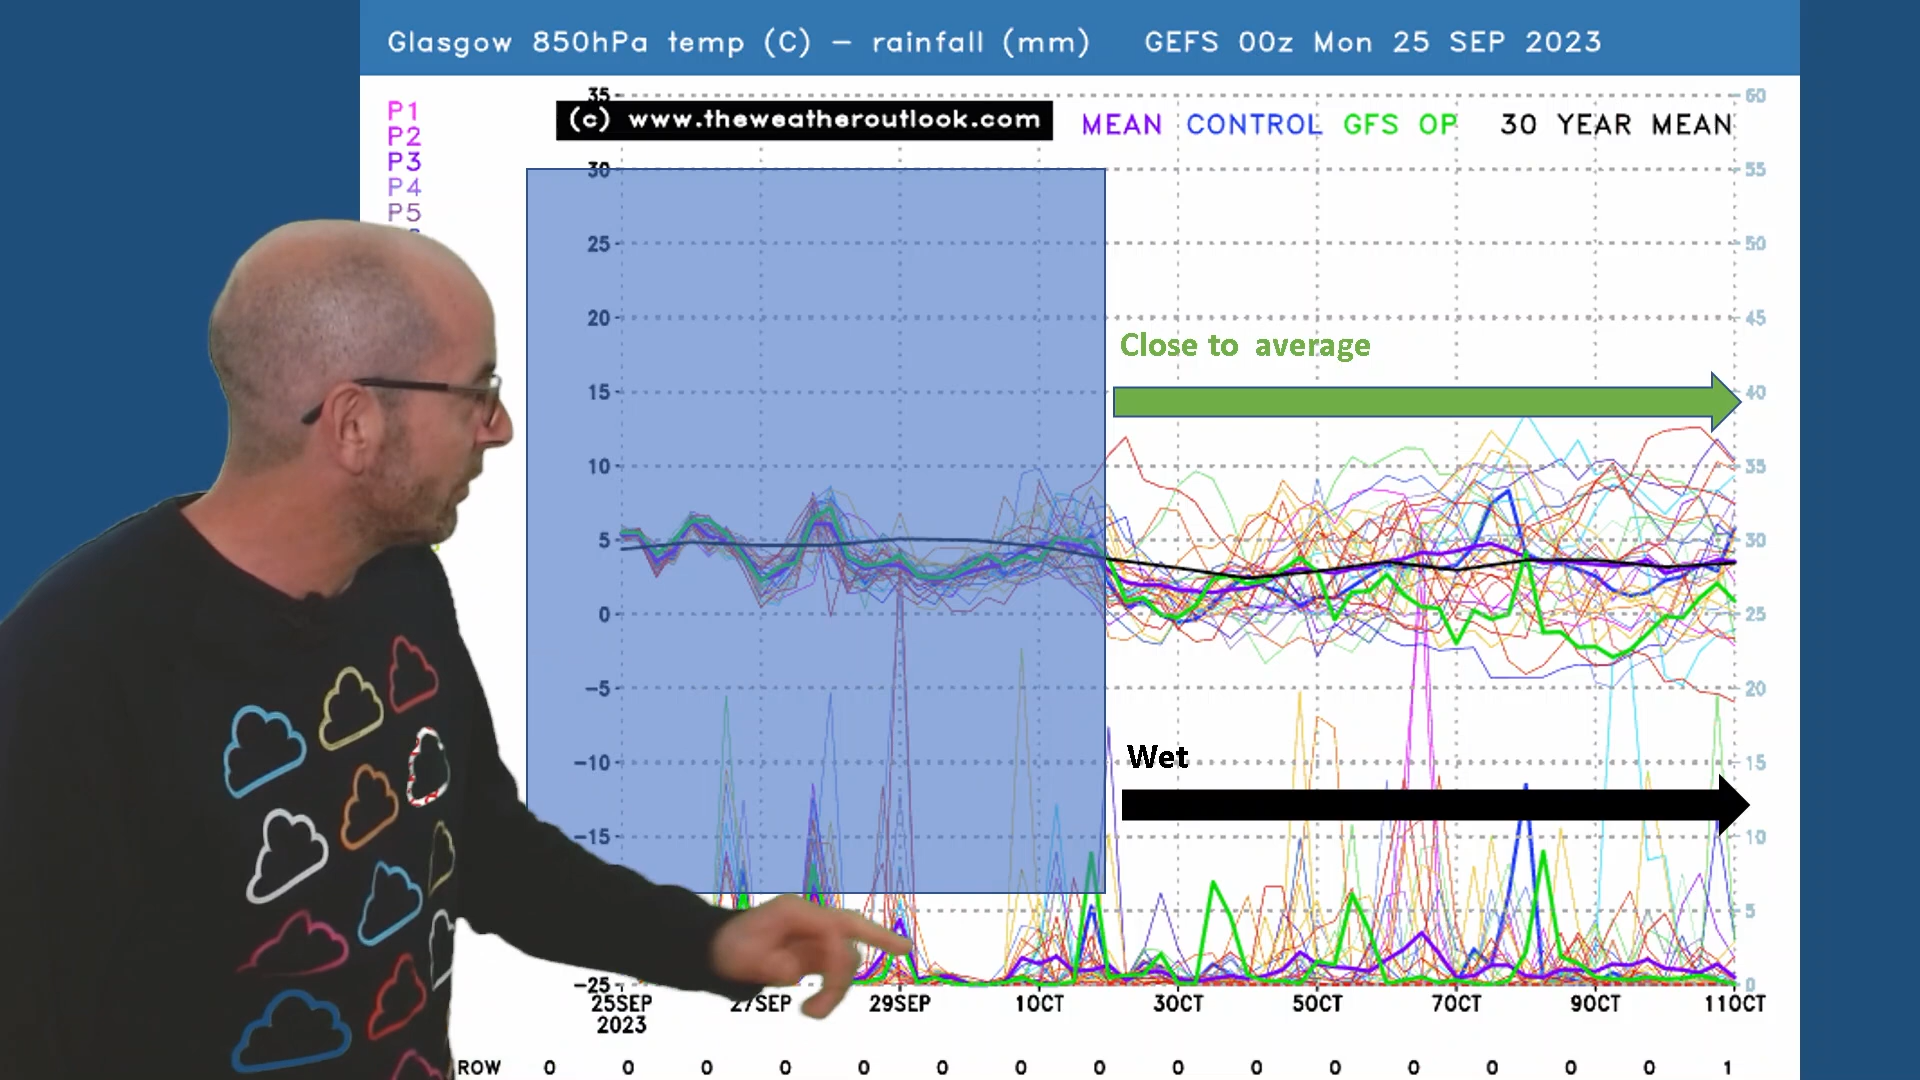 Glasgow 850hPa temp (C) – rainfall (mm) GEFS 00z Mon 25 SEP 2023
P1
P2
P3
P4
P5
(c) www.theweatheroutlook.com
MEAN CONTROL GFS OP 30 YEAR MEAN
35
30
25
20
15
10
5
0
-5
-10
-15
-25
60
55
50
45
40
35
30
25
20
15
10
5
0
Close to average
Wet
25SEP 27SEP 29SEP 1OCT 3OCT 5OCT 7OCT 9OCT 11OCT
2023
ROW 0 0 0 0 0 0 0 0 0 0 0 0 0 0 0 1